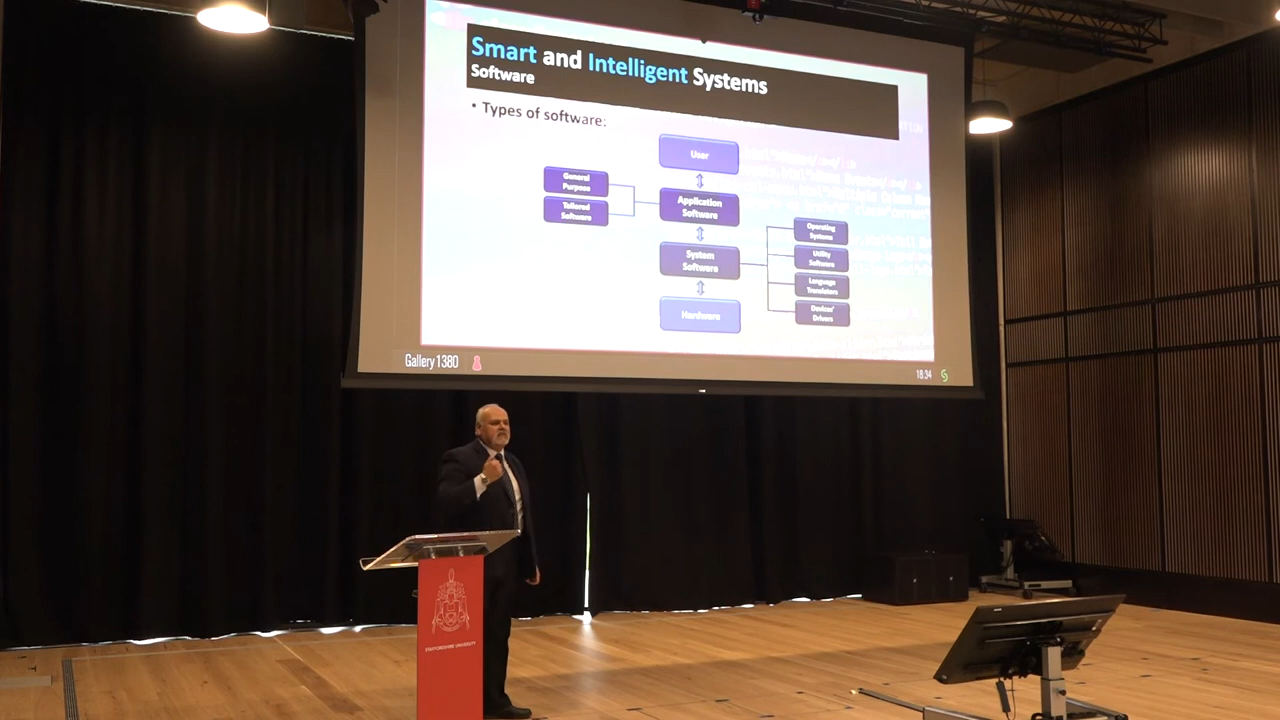 Smart and Intelligent Systems
Software
• Types of software:
User
General
Purpose
Tailored
Software
Application
Software
System
Software
Operating
Systems
Utility
Software
Language
Translators
Devices'
Drivers
Hardware
Gallery 1380
18:34
STAFFORDSHIRE UNIVERSITY